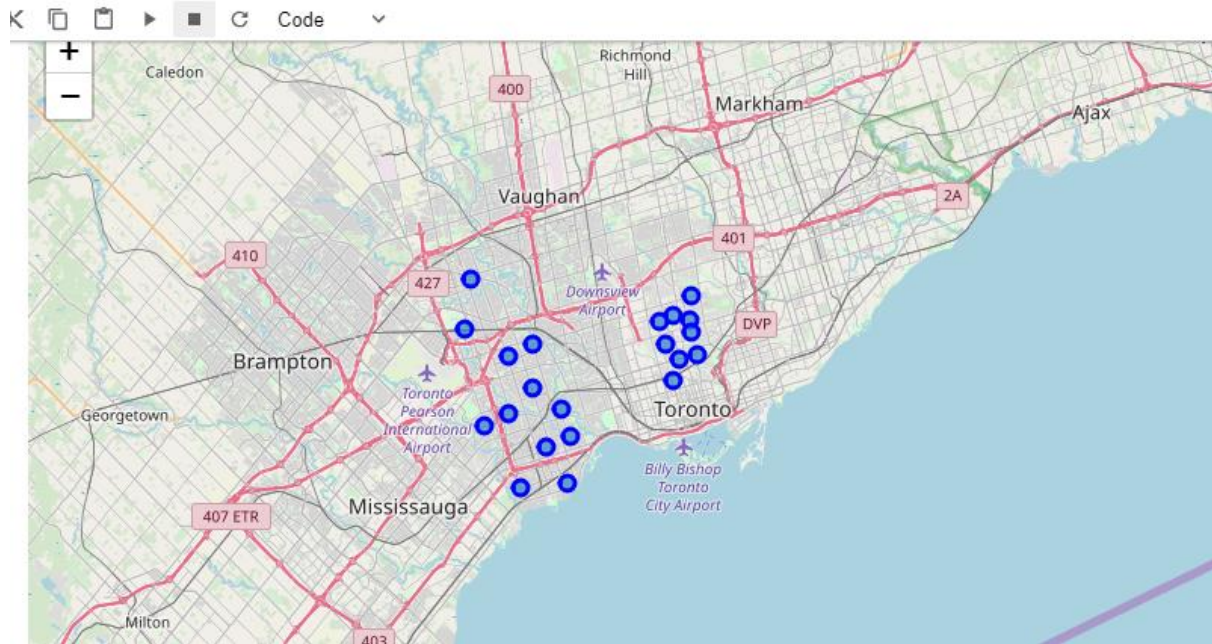 Code
+
−
Caledon
Richmond
Hill
400
Markham
Ajax
Vaughan
2A
401
410
427
Downsview
Airport
DVP
Brampton
Toronto
Pearson
International
Airport
Georgetown
Toronto
Billy Bishop
Toronto
City Airport
Mississauga
407 ETR
Milton
403